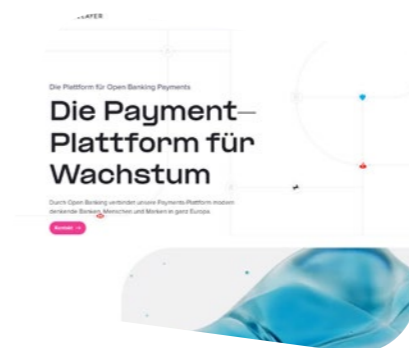 Die Plattform für Open Banking Payments
Die Payment–
Plattform für
Wachstum
Durch Open Banking verbindet unsere Payments-Plattform modern
denkende Banken, Menschen und Marken in ganz Europa.
Kontakt →